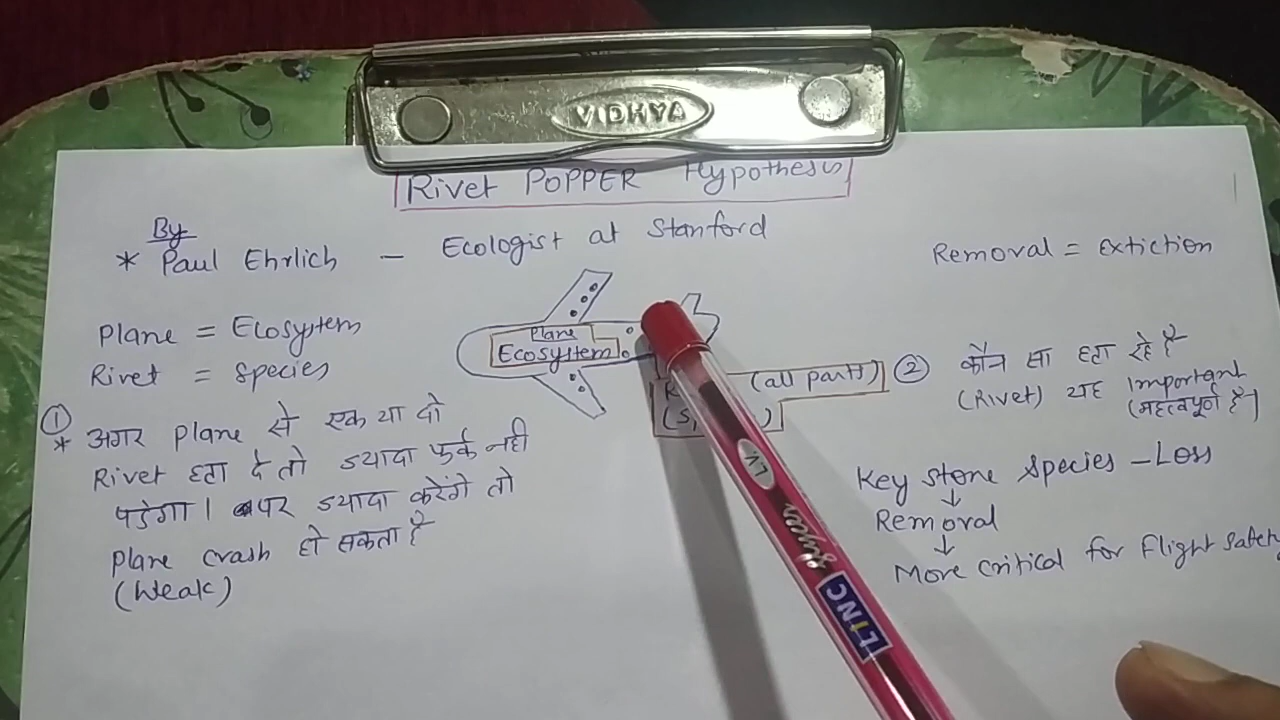 VIDHYA
Rivet POPPER Hypothesis
By
* Paul Ehrlich – Ecologist at Stanford
Removal = Extiction
Plane = Ecosystem
Rivet = Species
Plane
Ecosystem
(all parts)
①
* अगर Plane से एक या दो
Rivet हटा दे तो ज्यादा फर्क नही
पडेगा। पर ज्यादा करेंगे तो
Plane crash हो सकता है
(Weak)
② कौन सा हटा रहे है
(Rivet) यह Important
(महत्वपूर्ण है)
Key stone species – Loss
↓
Removal
↓
More critical for flight safety
L.V.
glycer
LINC